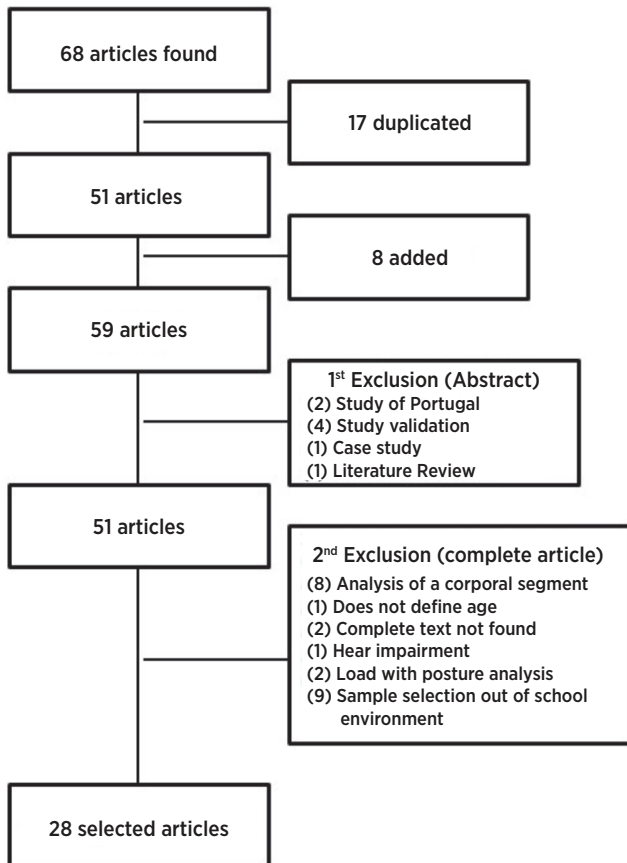 68 articles found
17 duplicated
51 articles
8 added
59 articles
1st Exclusion (Abstract)
(2) Study of Portugal
(4) Study validation
(1) Case study
(1) Literature Review
51 articles
2nd Exclusion (complete article)
(8) Analysis of a corporal segment
(1) Does not define age
(2) Complete text not found
(1) Hear impairment
(2) Load with posture analysis
(9) Sample selection out of school
environment
28 selected articles